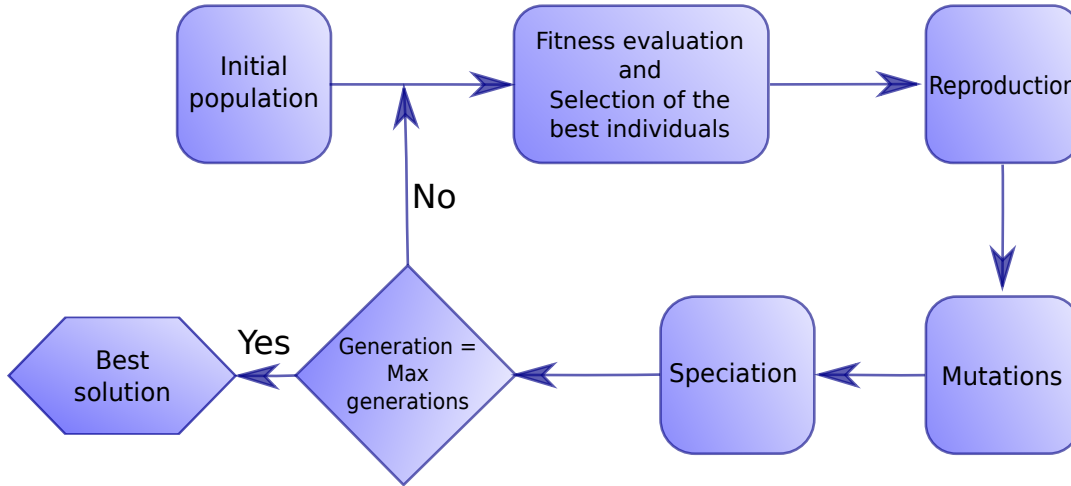 Initial
population
Fitness evaluation
and
Selection of the
best individuals
Reproduction
No
Best
solution
Yes
Generation =
Max
generations
Speciation
Mutations